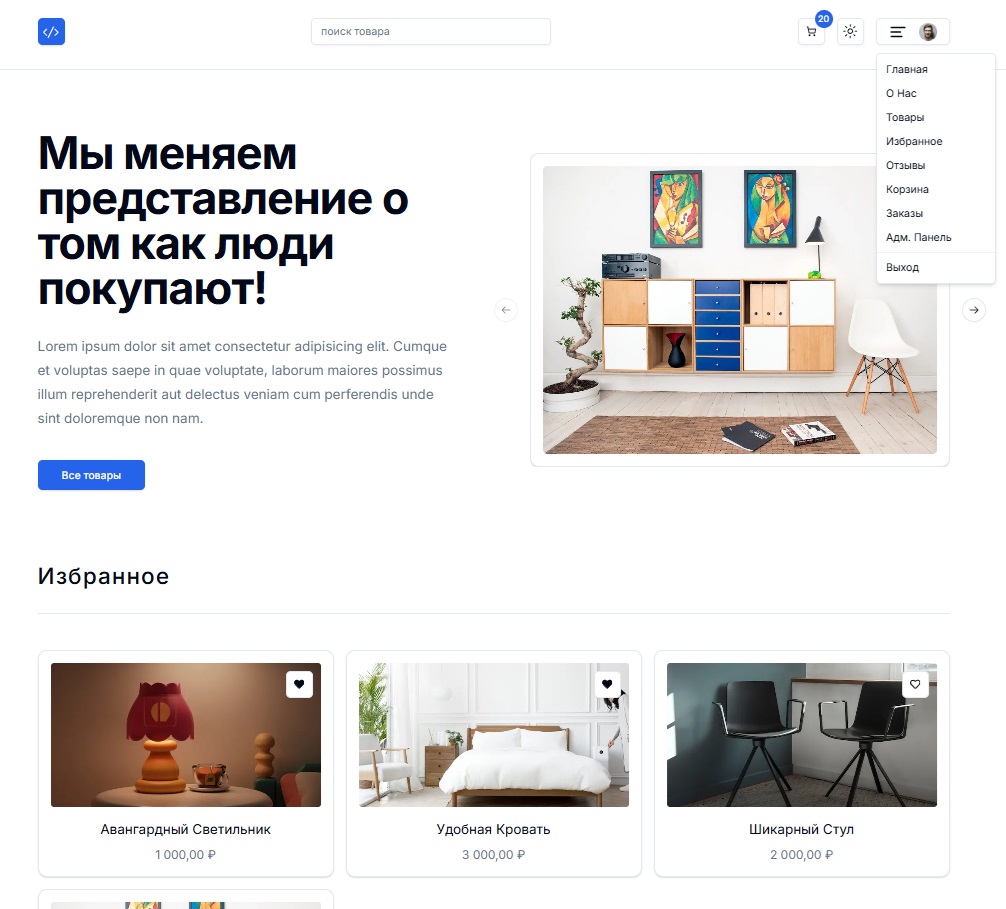 </>
поиск товара
20
Главная
О Нас
Товары
Избранное
Отзывы
Корзина
Заказы
Адм. Панель
Выход
Мы меняем
представление о
том как люди
покупают!
Lorem ipsum dolor sit amet consectetur adipisicing elit. Cumque
et voluptas saepe in quae voluptate, laborum maiores possimus
illum reprehenderit aut delectus veniam cum perferendis unde
sint doloremque non nam.
Все товары
Избранное
Авангардный Светильник
1 000,00 ₽
Удобная Кровать
3 000,00 ₽
Шикарный Стул
2 000,00 ₽